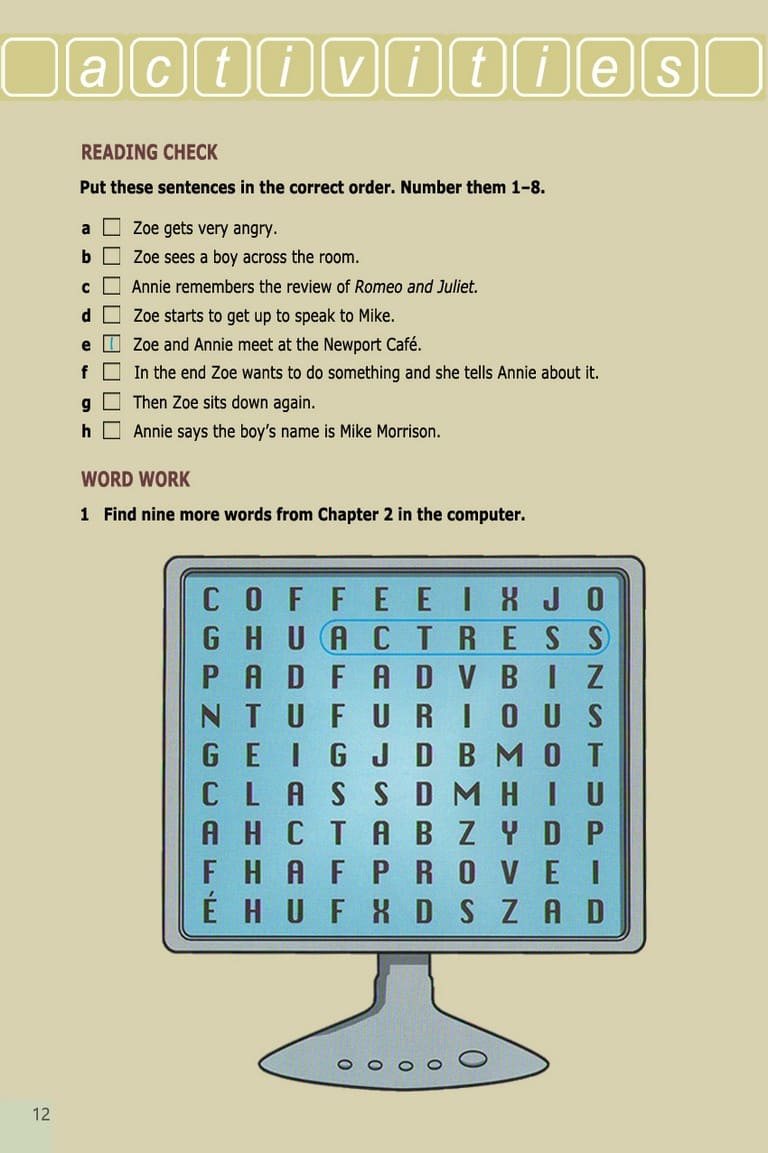 activities
READING CHECK
Put these sentences in the correct order. Number them 1–8.
a Zoe gets very angry.
b Zoe sees a boy across the room.
c Annie remembers the review of Romeo and Juliet.
d Zoe starts to get up to speak to Mike.
e 1 Zoe and Annie meet at the Newport Café.
f In the end Zoe wants to do something and she tells Annie about it.
g Then Zoe sits down again.
h Annie says the boy’s name is Mike Morrison.
WORD WORK
1 Find nine more words from Chapter 2 in the computer.
C O F F E E I X J O
G H U A C T R E S S
P A D F A D V B I Z
N T U F U R I O U S
G E I G J D B M O T
C L A S S D M H I U
A H C T A B Z Y D P
F H A F P R O V E I
É H U F X D S Z A D
12